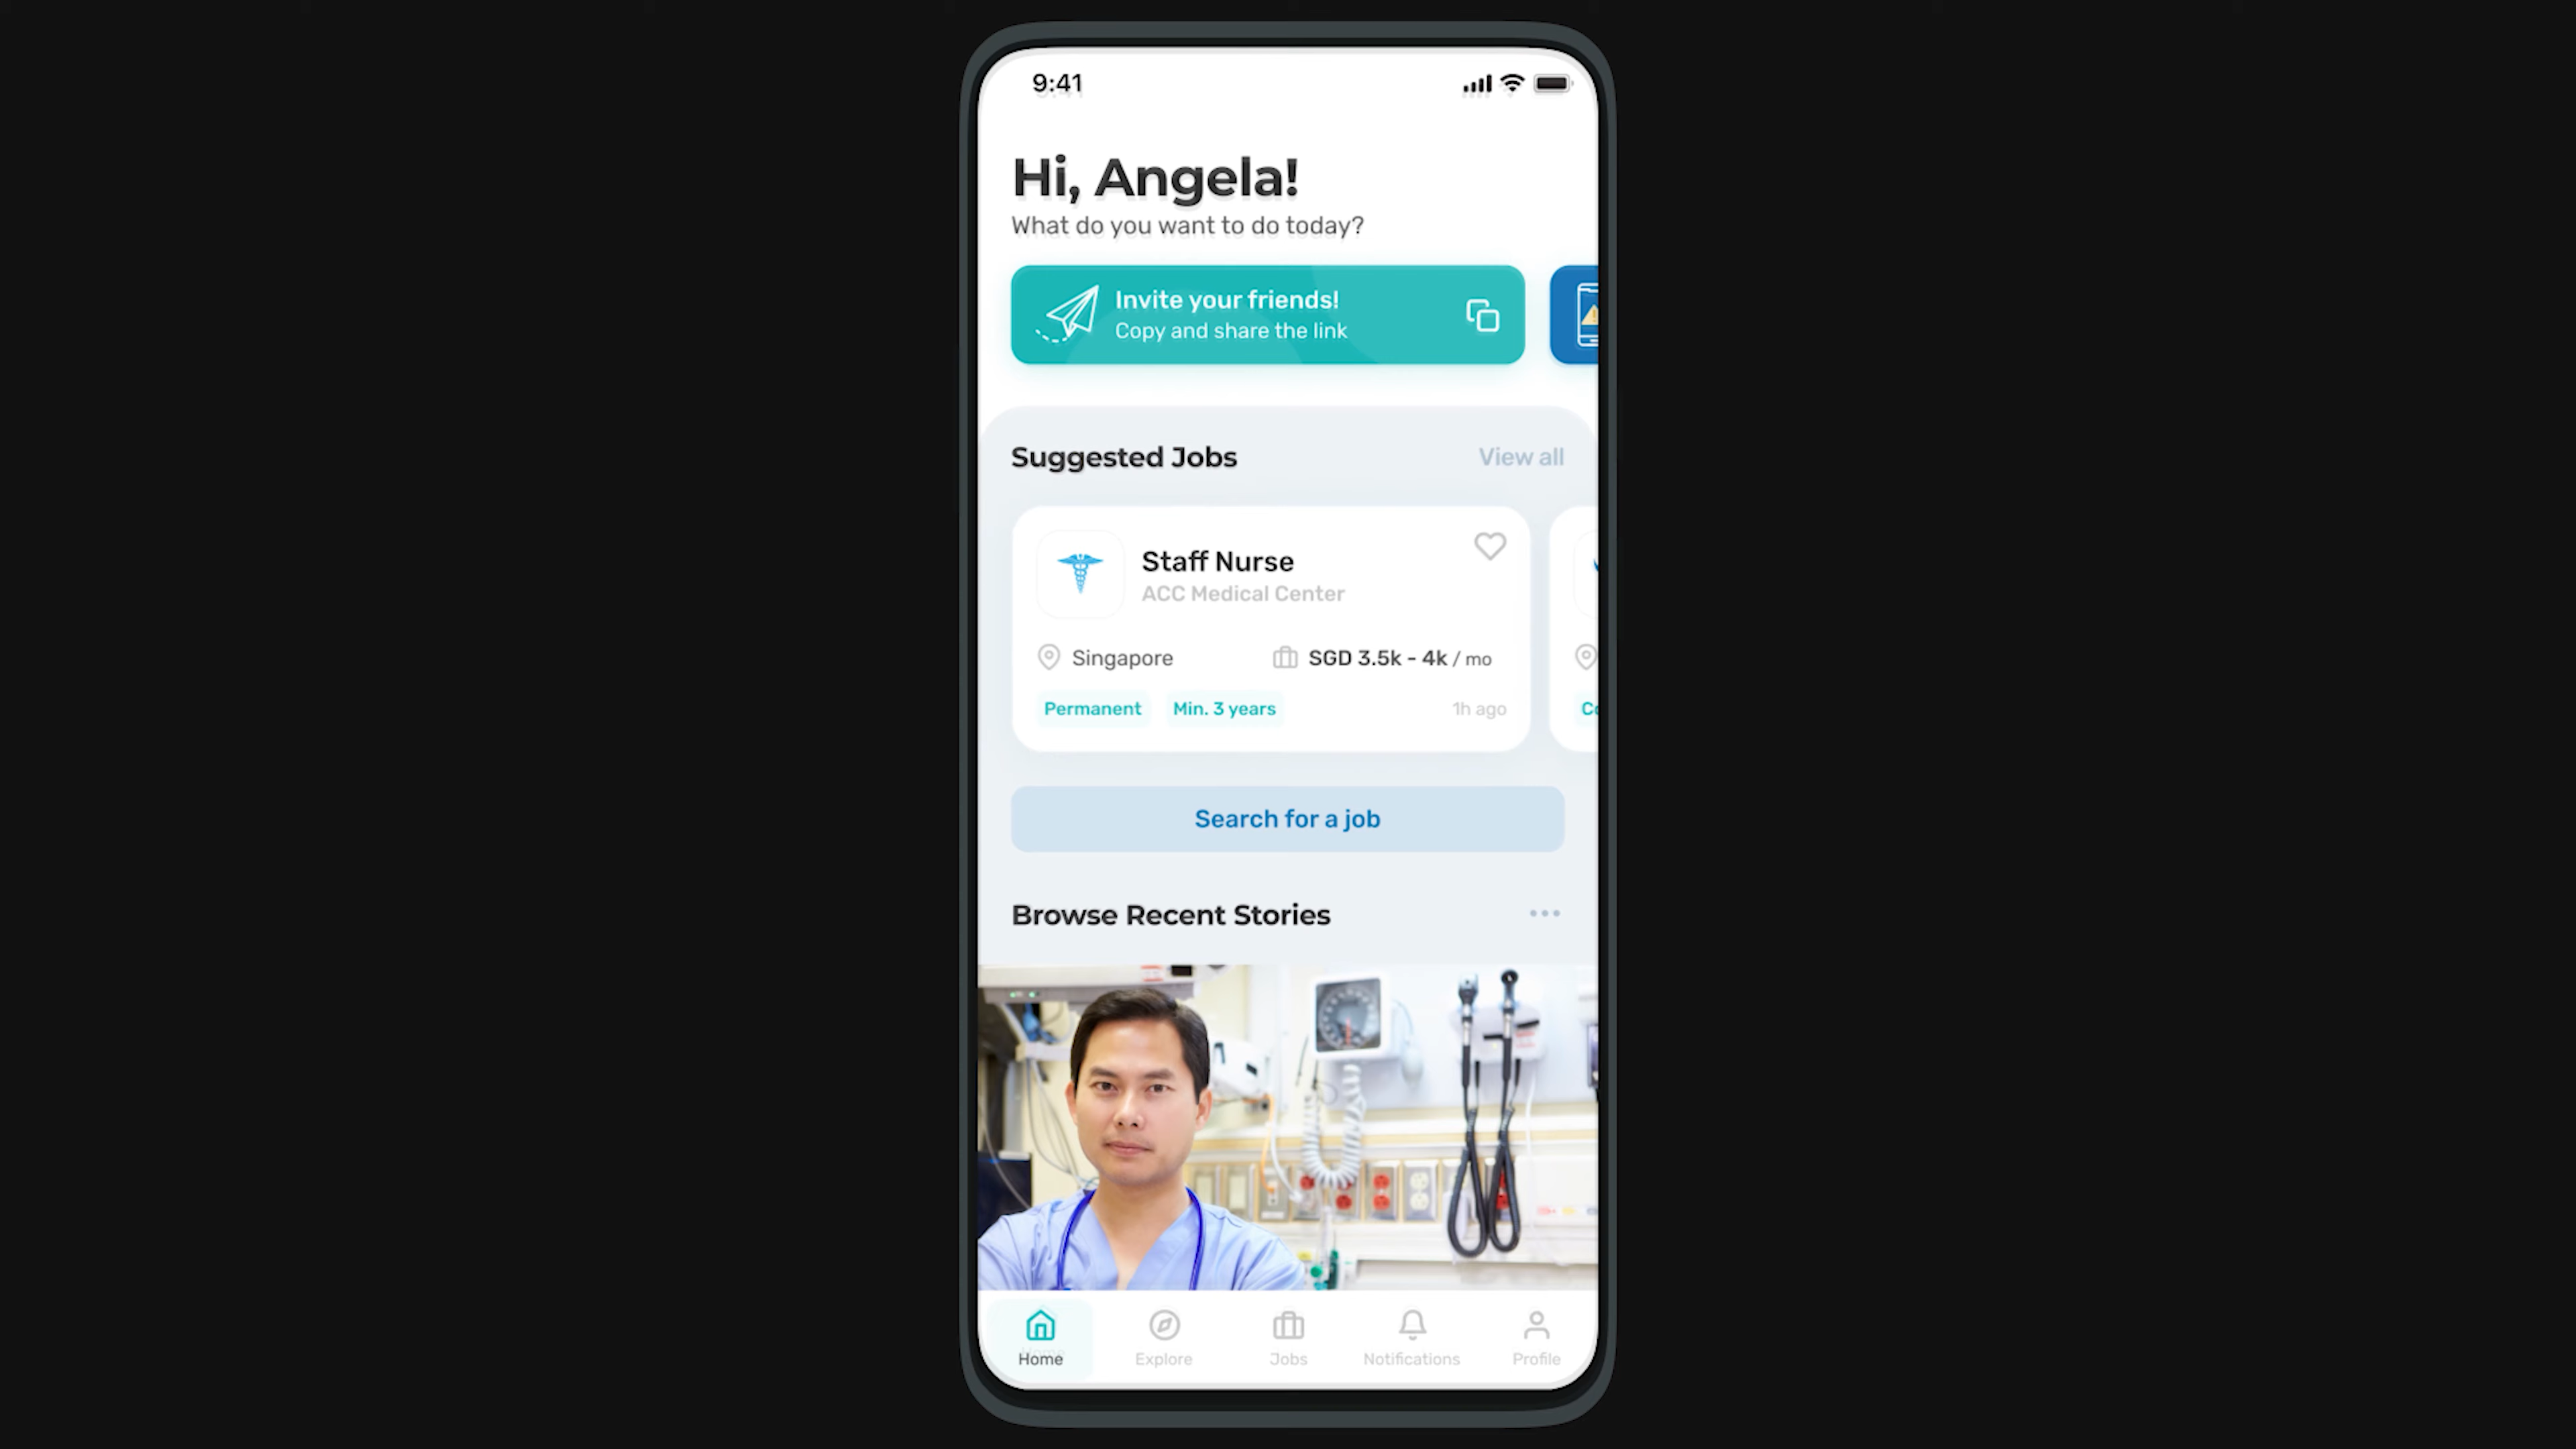 9:41
Hi, Angela!
What do you want to do today?
Invite your friends!
Copy and share the link
Suggested Jobs
View all
Staff Nurse
ACC Medical Center
Singapore
SGD 3.5k - 4k / mo
Permanent
Min. 3 years
1h ago
Search for a job
Browse Recent Stories
Home
Explore
Jobs
Notifications
Profile